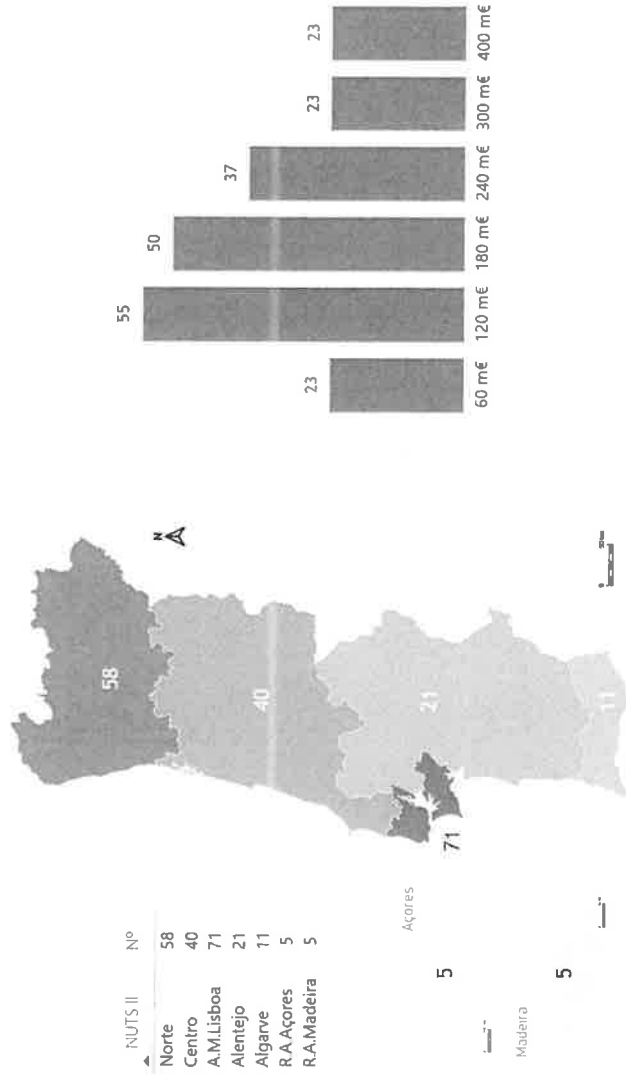 NUTS II Nº
Norte 58
Centro 40
A.M.Lisboa 71
Alentejo 21
Algarve 11
R.A.Açores 5
R.A.Madeira 5
Açores
5
5
Madeira
58
40
21
11
71
N
0
23
55
50
37
23
23
60 m€
120 m€
180 m€
240 m€
300 m€
400 m€